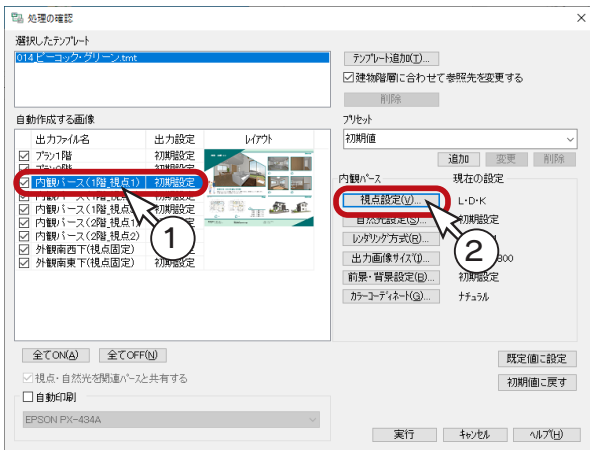 処理の確認
選択したテンプレート
014_ピーコック・グリーン.tmt
テンプレート追加(T)...
建物階層に合わせて参照先を変更する
削除
自動作成する画像
プリセット
出力ファイル名 出力設定 レイアウト
初期値
プラン1階 初期設定
追加 変更 削除
内観パース(1階_視点1) 初期設定
内観パース 現在の設定
視点設定(V)... L・D・K
内観パース(1階_視点
自然光設定(S)... 初期設定
内観パース(2階_視点1)
レンダリング方式(R)...
内観パース(2階_視点2)
外観南西下(視点固定)
出力画像サイズ(I)...
外観南東下(視点固定) 初期設定
前景・背景設定(B)... 初期設定
カラーコーディネート(G)... ナチュラル
1
2
全てON(A) 全てOFF(N)
既定値に設定
視点・自然光を関連パースと共有する
初期値に戻す
自動印刷
EPSON PX-434A
実行 キャンセル ヘルプ(H)